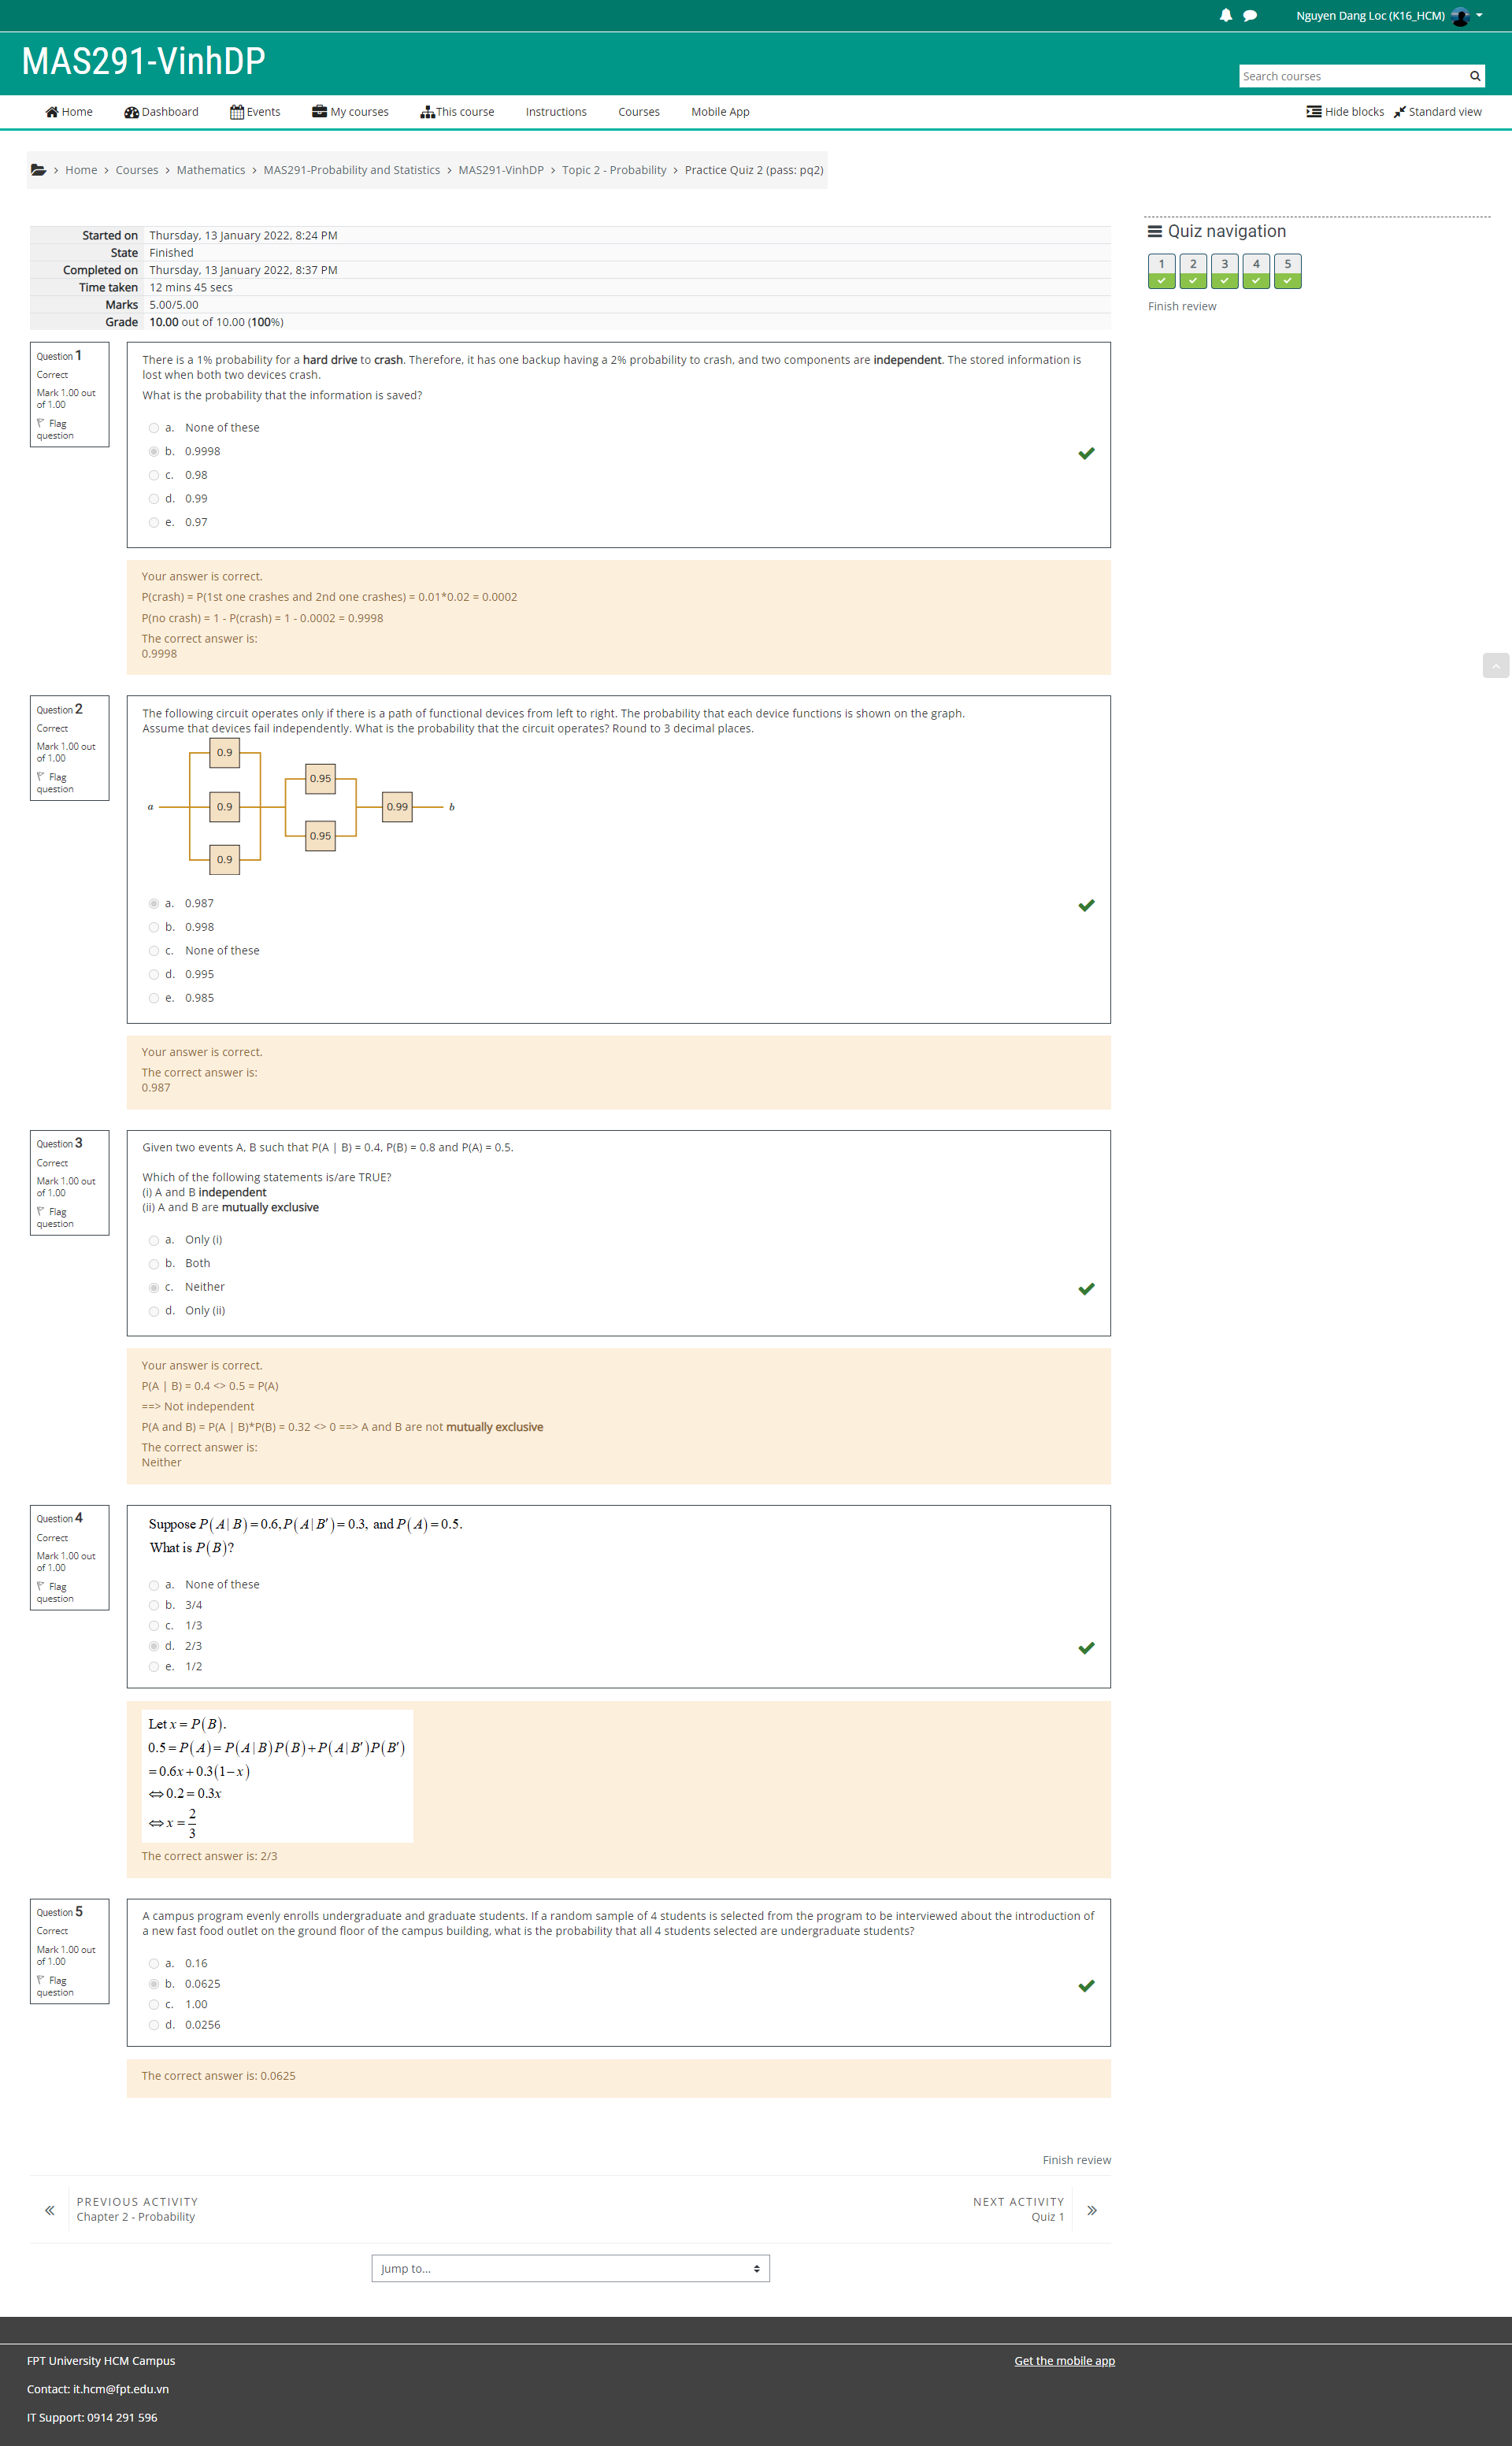 Nguyen Dang Loc (K16_HCM)
MAS291-VinhDP
Search courses
Home Dashboard Events My courses This course Instructions Courses Mobile App Hide blocks Standard view
> Home > Courses > Mathematics > MAS291-Probability and Statistics > MAS291-VinhDP > Topic 2 - Probability > Practice Quiz 2 (pass: pq2)
Started on Thursday, 13 January 2022, 8:24 PM
State Finished
Completed on Thursday, 13 January 2022, 8:37 PM
Time taken 12 mins 45 secs
Marks 5.00/5.00
Grade 10.00 out of 10.00 (100%)
Quiz navigation
1 2 3 4 5
Finish review
Question 1
Correct
Mark 1.00 out
of 1.00
Flag
question
There is a 1% probability for a hard drive to crash. Therefore, it has one backup having a 2% probability to crash, and two components are independent. The stored information is
lost when both two devices crash.
What is the probability that the information is saved?
a. None of these
b. 0.9998
c. 0.98
d. 0.99
e. 0.97
Your answer is correct.
P(crash) = P(1st one crashes and 2nd one crashes) = 0.01*0.02 = 0.0002
P(no crash) = 1 - P(crash) = 1 - 0.0002 = 0.9998
The correct answer is:
0.9998
Question 2
Correct
Mark 1.00 out
of 1.00
Flag
question
The following circuit operates only if there is a path of functional devices from left to right. The probability that each device functions is shown on the graph.
Assume that devices fail independently. What is the probability that the circuit operates? Round to 3 decimal places.
0.9
0.95
a 0.9 0.99 b
0.95
0.9
a. 0.987
b. 0.998
c. None of these
d. 0.995
e. 0.985
Your answer is correct.
The correct answer is:
0.987
Question 3
Correct
Mark 1.00 out
of 1.00
Flag
question
Given two events A, B such that P(A | B) = 0.4, P(B) = 0.8 and P(A) = 0.5.
Which of the following statements is/are TRUE?
(i) A and B independent
(ii) A and B are mutually exclusive
a. Only (i)
b. Both
c. Neither
d. Only (ii)
Your answer is correct.
P(A | B) = 0.4 <> 0.5 = P(A)
==> Not independent
P(A and B) = P(A | B)*P(B) = 0.32 <> 0 ==> A and B are not mutually exclusive
The correct answer is:
Neither
Question 4
Correct
Mark 1.00 out
of 1.00
Flag
question
Suppose P(A|B)=0.6, P(A|B′)=0.3, and P(A)=0.5.
What is P(B)?
a. None of these
b. 3/4
c. 1/3
d. 2/3
e. 1/2
Let x = P(B).
0.5=P(A)=P(A|B)P(B)+P(A|B′)P(B′)
=0.6x+0.3(1−x)
⇔0.2=0.3x
⇔x=2/3
The correct answer is: 2/3
Question 5
Correct
Mark 1.00 out
of 1.00
Flag
question
A campus program evenly enrolls undergraduate and graduate students. If a random sample of 4 students is selected from the program to be interviewed about the introduction of
a new fast food outlet on the ground floor of the campus building, what is the probability that all 4 students selected are undergraduate students?
a. 0.16
b. 0.0625
c. 1.00
d. 0.0256
The correct answer is: 0.0625
Finish review
PREVIOUS ACTIVITY
Chapter 2 - Probability
NEXT ACTIVITY
Quiz 1
Jump to...
FPT University HCM Campus
Get the mobile app
Contact: it.hcm@fpt.edu.vn
IT Support: 0914 291 596